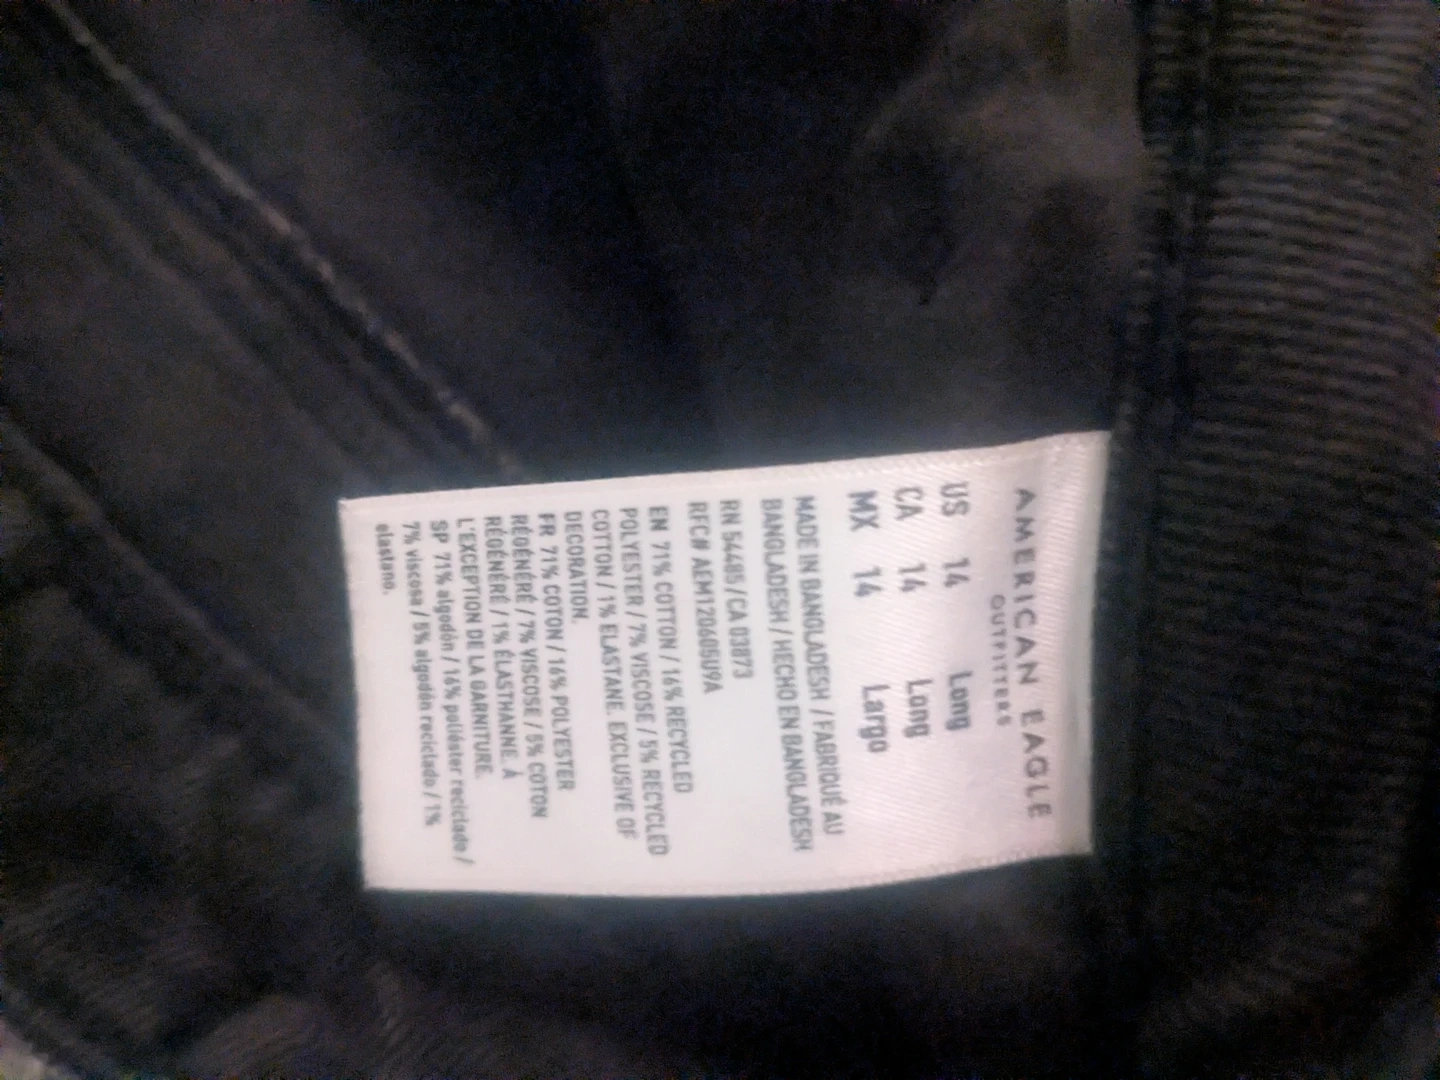 AMERICAN EAGLE
OUTFITTERS
US 14 Long
CA 14 Long
MX 14 Largo
MADE IN BANGLADESH / FABRIQUÉ AU
BANGLADESH / HECHO EN BANGLADESH
RN 54485 / CA 03873
RFC# AEM120605U9A
EN 71% COTTON / 16% RECYCLED
POLYESTER / 7% VISCOSE / 5% RECYCLED
COTTON / 1% ELASTANE. EXCLUSIVE OF
DECORATION.
FR 71% COTON / 16% POLYESTER
RÉGÉNÉRÉ / 7% VISCOSE / 5% COTON
RÉGÉNÉRÉ / 1% ÉLASTHANNE. À
L'EXCEPTION DE LA GARNITURE.
SP 71% algodón / 16% poliéster reciclado /
7% viscosa / 5% algodón reciclado / 1%
elastano.